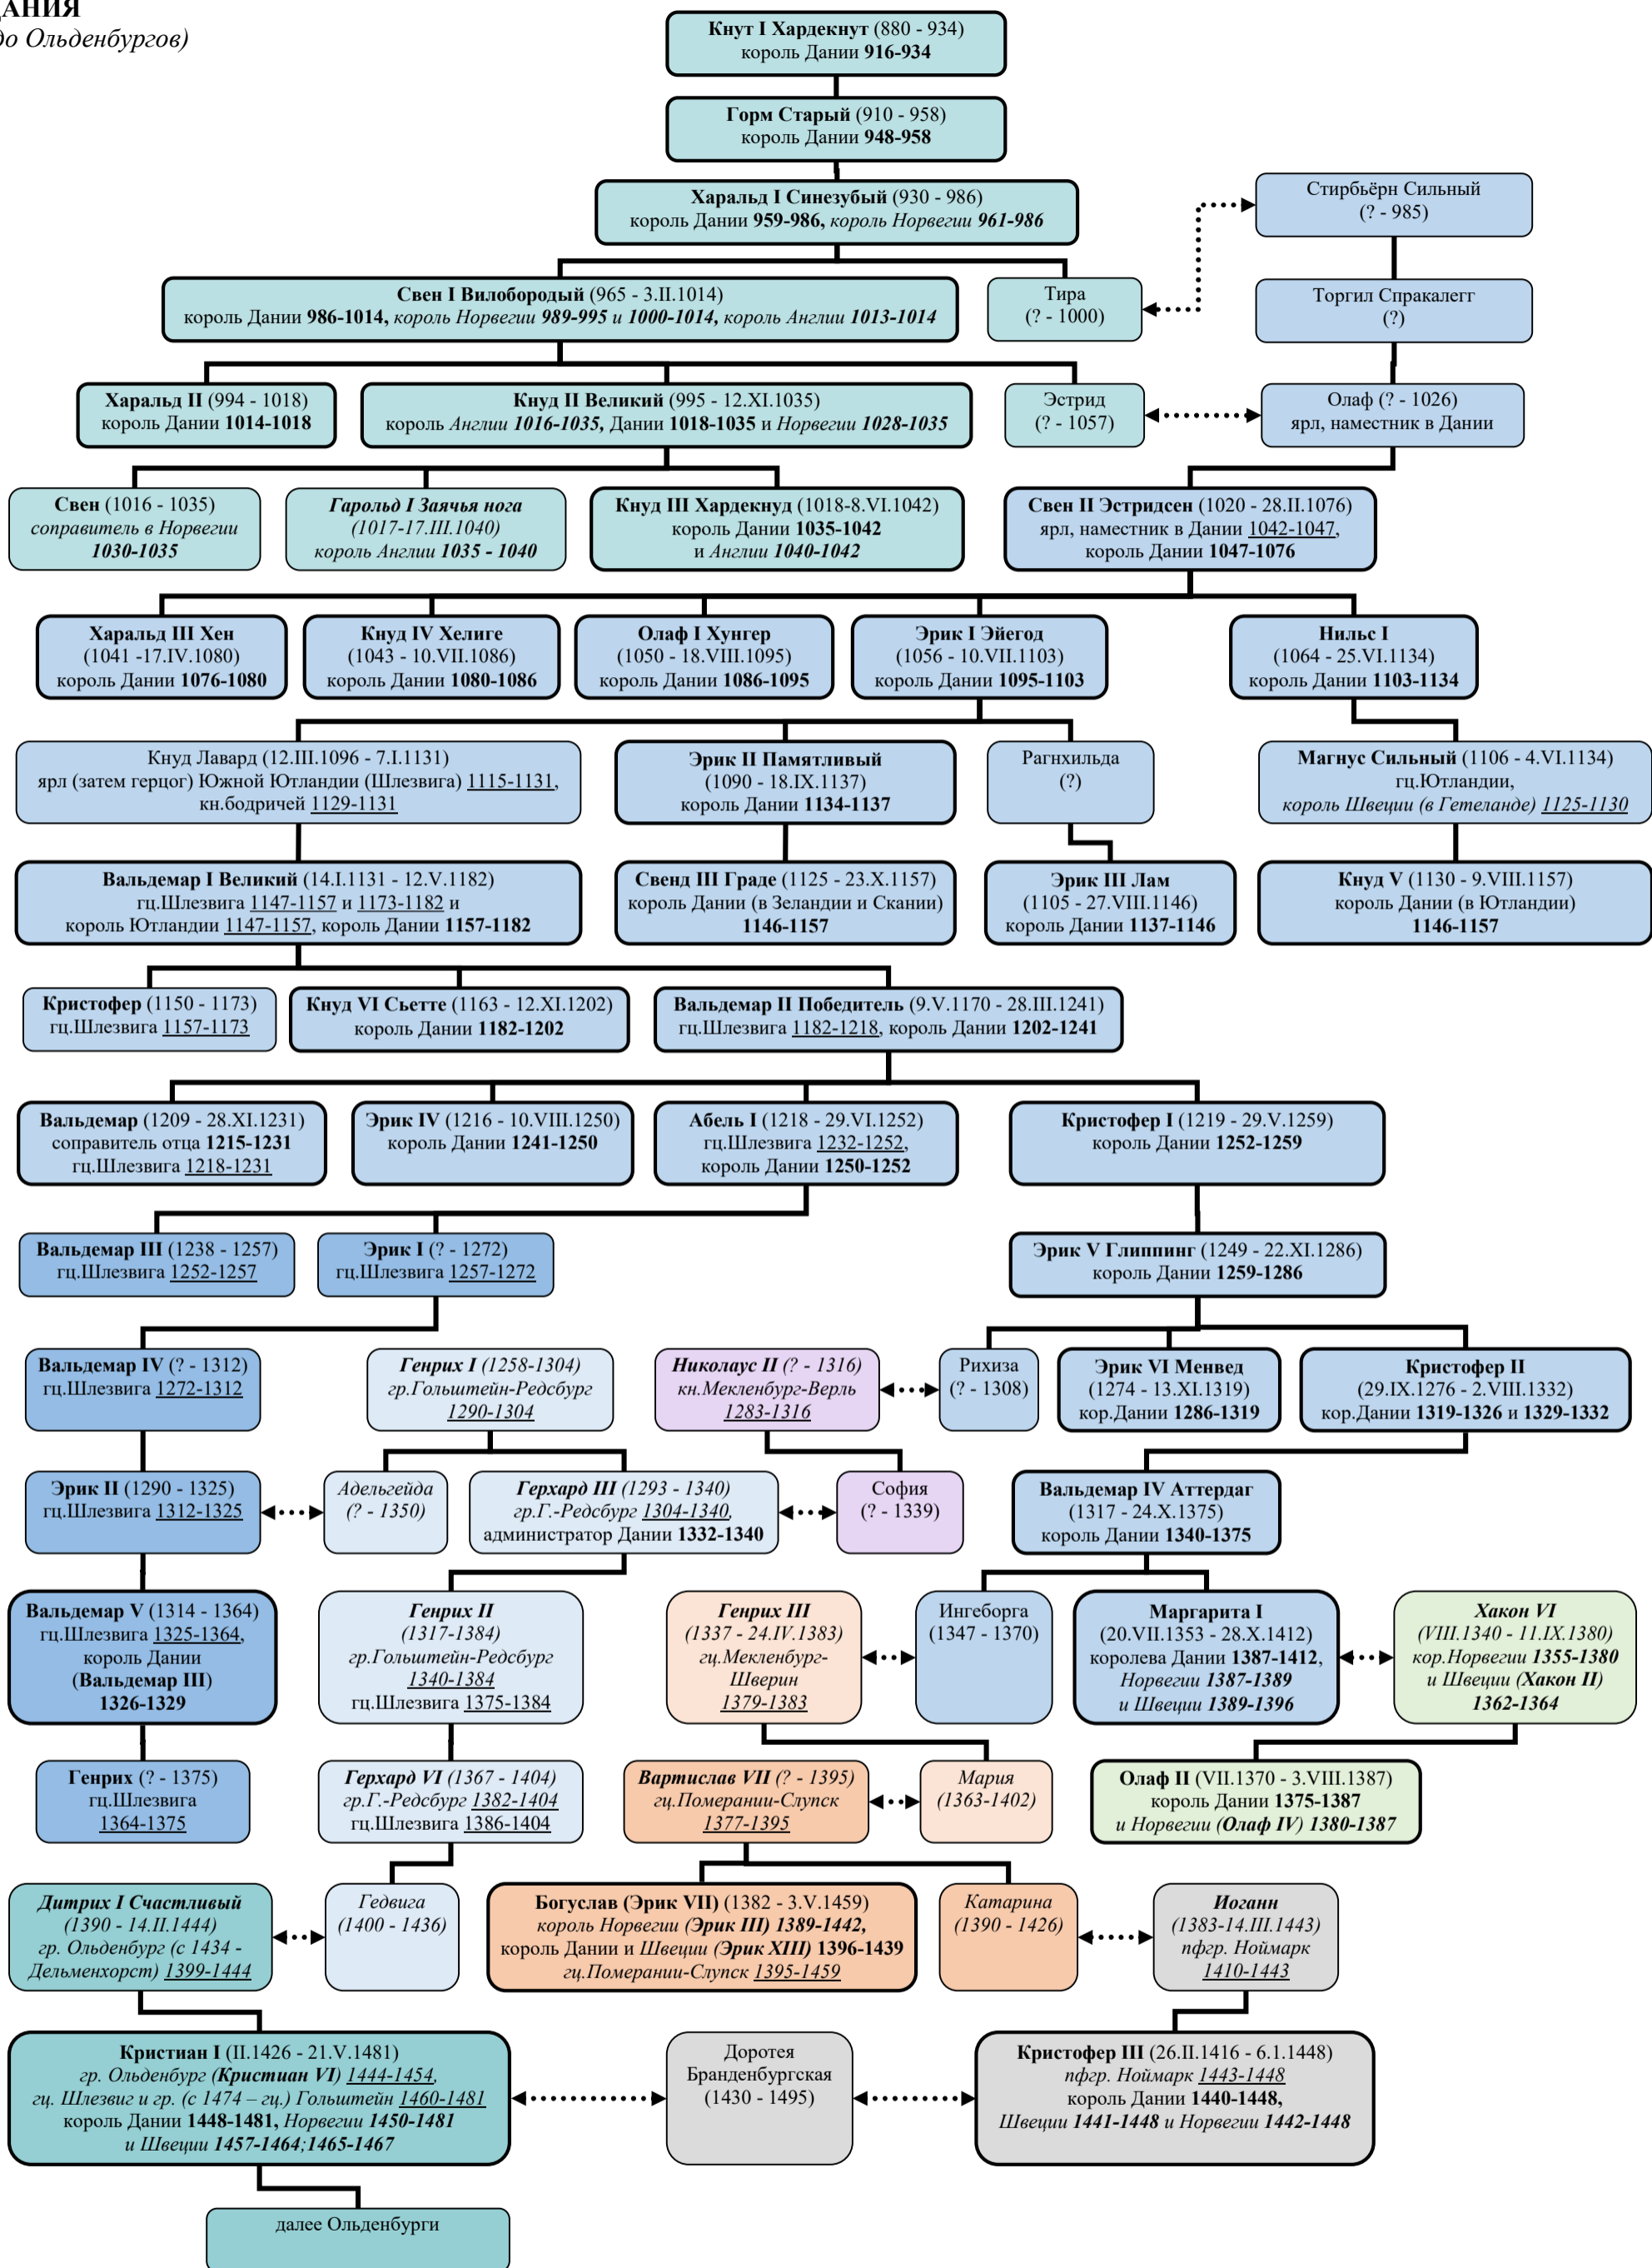 ДАНИЯ
до Ольденбургов)
Кнут I Хардекнут (880 - 934)
король Дании 916-934
Горм Старый (910 - 958)
король Дании 948-958
Харальд I Синезубый (930 - 986)
король Дании 959-986, король Норвегии 961-986
Стирбьёрн Сильный
(? - 985)
Свен I Вилобородый (965 - 3.II.1014)
король Дании 986-1014, король Норвегии 989-995 и 1000-1014, король Англии 1013-1014
Тира
(? - 1000)
Торгил Спракалегг
(?)
Харальд II (994 - 1018)
король Дании 1014-1018
Кнуд II Великий (995 - 12.XI.1035)
король Англии 1016-1035, Дании 1018-1035 и Норвегии 1028-1035
Эстрид
(? - 1057)
Олаф (? - 1026)
ярл, наместник в Дании
Свен (1016 - 1035)
соправитель в Норвегии
1030-1035
Гарольд I Заячья нога
(1017-17.III.1040)
король Англии 1035 - 1040
Кнуд III Хардекнуд (1018-8.VI.1042)
король Дании 1035-1042
и Англии 1040-1042
Свен II Эстридсен (1020 - 28.II.1076)
ярл, наместник в Дании 1042-1047,
король Дании 1047-1076
Харальд III Хен
(1041 -17.IV.1080)
король Дании 1076-1080
Кнуд IV Хелиге
(1043 - 10.VII.1086)
король Дании 1080-1086
Олаф I Хунгер
(1050 - 18.VIII.1095)
король Дании 1086-1095
Эрик I Эйегод
(1056 - 10.VII.1103)
король Дании 1095-1103
Нильс I
(1064 - 25.VI.1134)
король Дании 1103-1134
Кнуд Лавард (12.III.1096 - 7.I.1131)
ярл (затем герцог) Южной Ютландии (Шлезвига) 1115-1131,
кн.бодричей 1129-1131
Эрик II Памятливый
(1090 - 18.IX.1137)
король Дании 1134-1137
Рагнхильда
(?)
Магнус Сильный (1106 - 4.VI.1134)
гц.Ютландии,
король Швеции (в Гетеланде) 1125-1130
Вальдемар I Великий (14.I.1131 - 12.V.1182)
гц.Шлезвига 1147-1157 и 1173-1182 и
король Ютландии 1147-1157, король Дании 1157-1182
Свенд III Граде (1125 - 23.X.1157)
король Дании (в Зеландии и Скании)
1146-1157
Эрик III Лам
(1105 - 27.VIII.1146)
король Дании 1137-1146
Кнуд V (1130 - 9.VIII.1157)
король Дании (в Ютландии)
1146-1157
Кристофер (1150 - 1173)
гц.Шлезвига 1157-1173
Кнуд VI Сьетте (1163 - 12.XI.1202)
король Дании 1182-1202
Вальдемар II Победитель (9.V.1170 - 28.III.1241)
гц.Шлезвига 1182-1218, король Дании 1202-1241
Вальдемар (1209 - 28.XI.1231)
соправитель отца 1215-1231
гц.Шлезвига 1218-1231
Эрик IV (1216 - 10.VIII.1250)
король Дании 1241-1250
Абель I (1218 - 29.VI.1252)
гц.Шлезвига 1232-1252,
король Дании 1250-1252
Кристофер I (1219 - 29.V.1259)
король Дании 1252-1259
Вальдемар III (1238 - 1257)
гц.Шлезвига 1252-1257
Эрик I (? - 1272)
гц.Шлезвига 1257-1272
Эрик V Глиппинг (1249 - 22.XI.1286)
король Дании 1259-1286
Вальдемар IV (? - 1312)
гц.Шлезвига 1272-1312
Генрих I (1258-1304)
гр.Гольштейн-Редсбург
1290-1304
Николаус II (? - 1316)
кн.Мекленбург-Верль
1283-1316
Рихиза
(? - 1308)
Эрик VI Менвед
(1274 - 13.XI.1319)
кор.Дании 1286-1319
Кристофер II
(29.IX.1276 - 2.VIII.1332)
кор.Дании 1319-1326 и 1329-1332
Эрик II (1290 - 1325)
гц.Шлезвига 1312-1325
Адельгейда
(? - 1350)
Герхард III (1293 - 1340)
гр.Г.-Редсбург 1304-1340,
администратор Дании 1332-1340
София
(? - 1339)
Вальдемар IV Аттердаг
(1317 - 24.X.1375)
король Дании 1340-1375
Вальдемар V (1314 - 1364)
гц.Шлезвига 1325-1364,
король Дании
(Вальдемар III)
1326-1329
Генрих II
(1317-1384)
гр.Гольштейн-Редсбург
1340-1384
гц.Шлезвига 1375-1384
Генрих III
(1337 - 24.IV.1383)
гц.Мекленбург-
Шверин
1379-1383
Ингеборга
(1347 - 1370)
Маргарита I
(20.VII.1353 - 28.X.1412)
королева Дании 1387-1412,
Норвегии 1387-1389
и Швеции 1389-1396
Хакон VI
(VIII.1340 - 11.IX.1380)
кор.Норвегии 1355-1380
и Швеции (Хакон II)
1362-1364
Генрих (? - 1375)
гц.Шлезвига
1364-1375
Герхард VI (1367 - 1404)
гр.Г.-Редсбург 1382-1404
гц.Шлезвига 1386-1404
Вартислав VII (? - 1395)
гц.Померании-Слупск
1377-1395
Мария
(1363-1402)
Олаф II (VII.1370 - 3.VIII.1387)
король Дании 1375-1387
и Норвегии (Олаф IV) 1380-1387
Дитрих I Счастливый
(1390 - 14.II.1444)
гр. Ольденбург (с 1434 -
Дельменхорст) 1399-1444
Гедвига
(1400 - 1436)
Богуслав (Эрик VII) (1382 - 3.V.1459)
король Норвегии (Эрик III) 1389-1442,
король Дании и Швеции (Эрик XIII) 1396-1439
гц.Померании-Слупск 1395-1459
Катарина
(1390 - 1426)
Иоганн
(1383-14.III.1443)
пфгр. Ноймарк
1410-1443
Кристиан I (II.1426 - 21.V.1481)
гр. Ольденбург (Кристиан VI) 1444-1454,
гц. Шлезвиг и гр. (с 1474 – гц.) Гольштейн 1460-1481
король Дании 1448-1481, Норвегии 1450-1481
и Швеции 1457-1464;1465-1467
Доротея
Бранденбургская
(1430 - 1495)
Кристофер III (26.II.1416 - 6.1.1448)
пфгр. Ноймарк 1443-1448
король Дании 1440-1448,
Швеции 1441-1448 и Норвегии 1442-1448
далее Ольденбурги